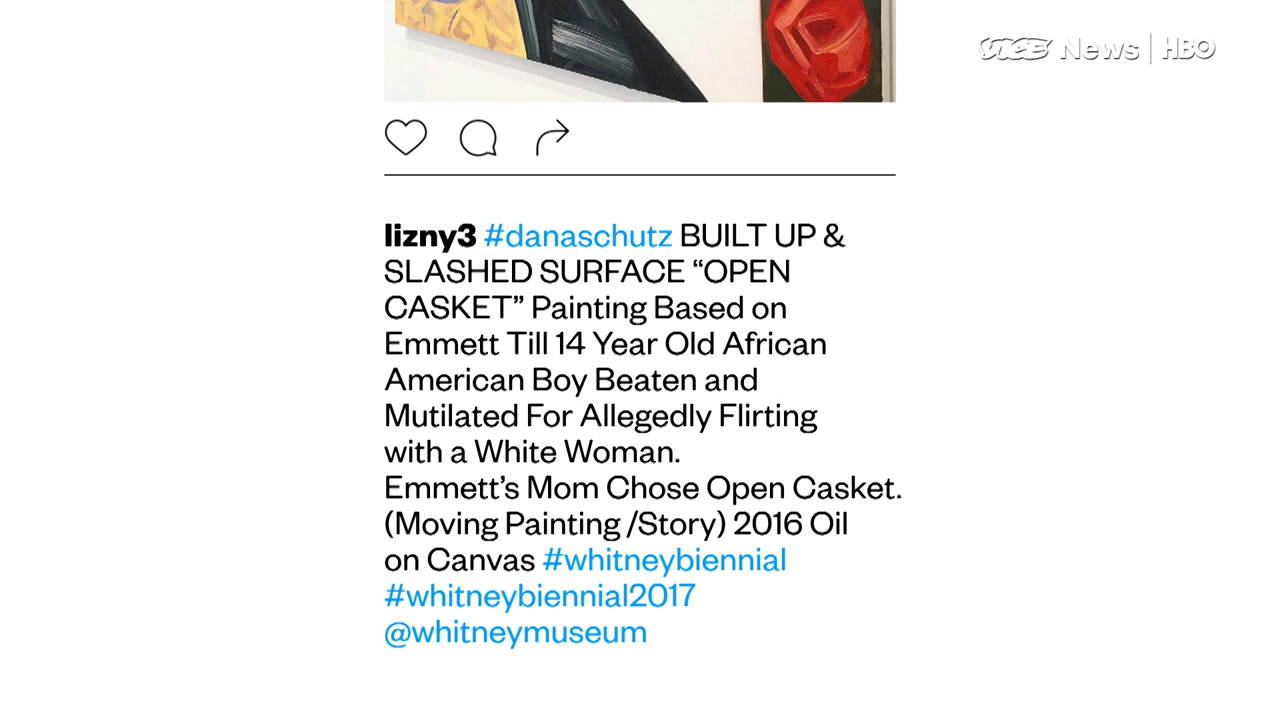 VICE News | HBO
lizny3 #danaschutz BUILT UP &
SLASHED SURFACE “OPEN
CASKET” Painting Based on
Emmett Till 14 Year Old African
American Boy Beaten and
Mutilated For Allegedly Flirting
with a White Woman.
Emmett’s Mom Chose Open Casket.
(Moving Painting /Story) 2016 Oil
on Canvas #whitneybiennial
#whitneybiennial2017
@whitneymuseum